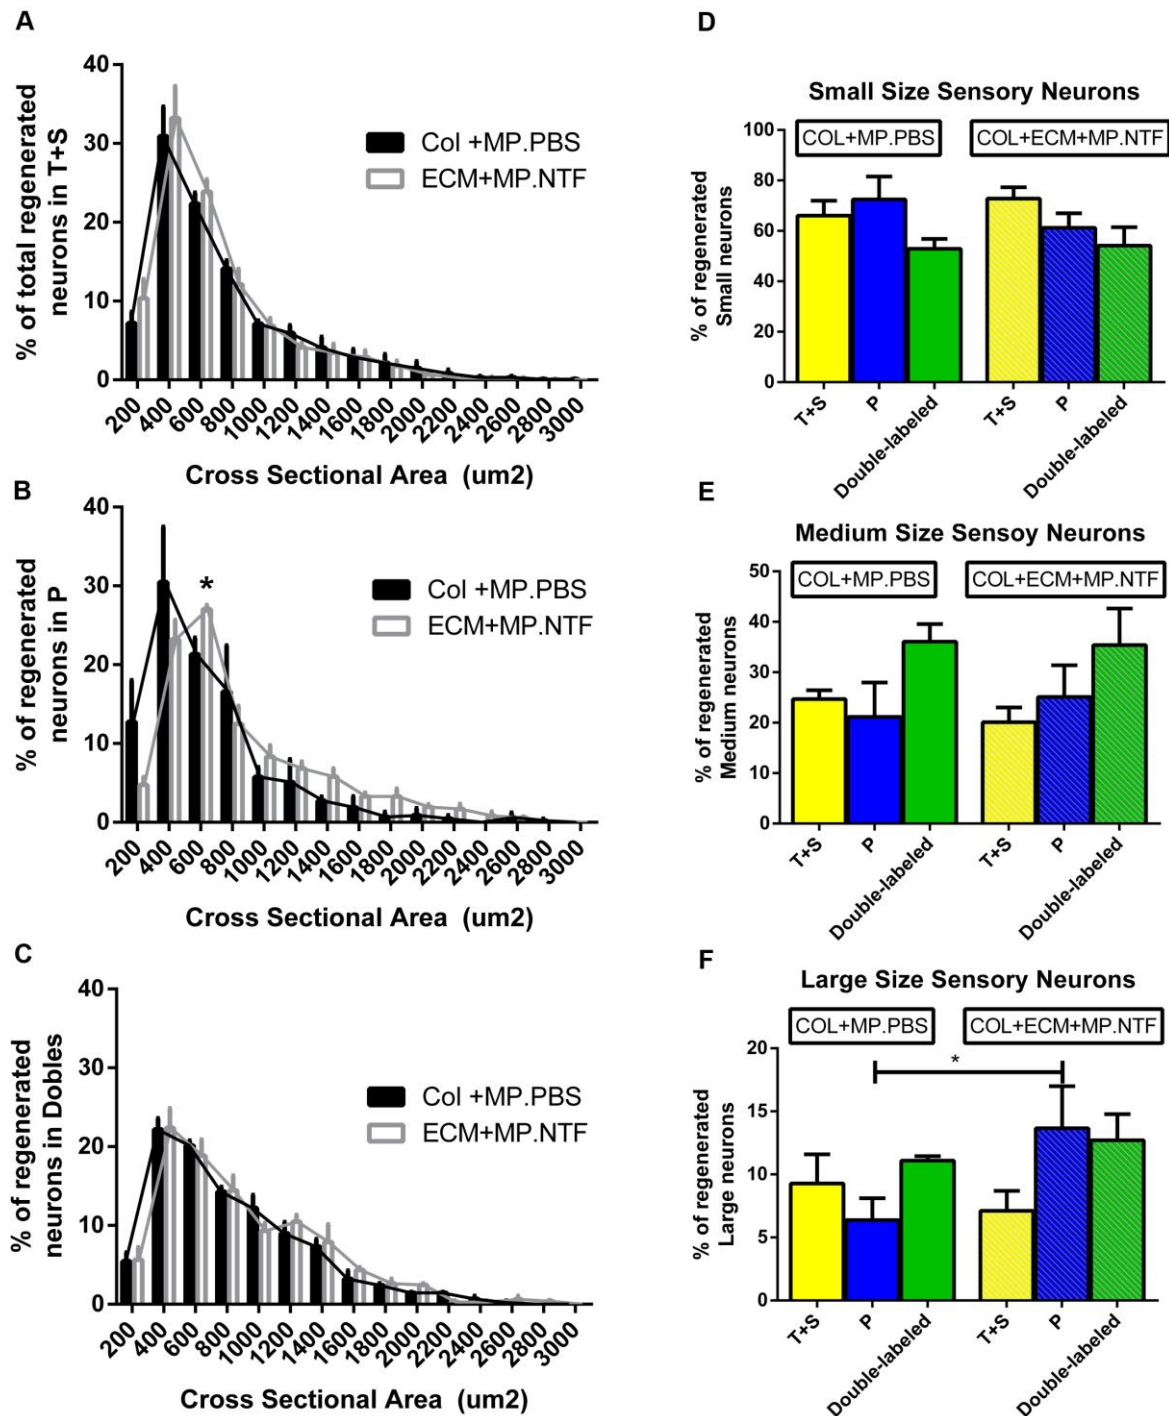 A
% of total regenerated
neurons in T+S
40
30
20
10
0
Col +MP.PBS
ECM+MP.NTF
200 400 600 800 1000 1200 1400 1600 1800 2000 2200 2400 2600 2800 3000
Cross Sectional Area (um2)
B
% of regenerated
neurons in P
40
30
20
10
0
*
Col +MP.PBS
ECM+MP.NTF
200 400 600 800 1000 1200 1400 1600 1800 2000 2200 2400 2600 2800 3000
Cross Sectional Area (um2)
C
% of regenerated
neurons in Dobles
40
30
20
10
0
Col +MP.PBS
ECM+MP.NTF
200 400 600 800 1000 1200 1400 1600 1800 2000 2200 2400 2600 2800 3000
Cross Sectional Area (um2)
D
Small Size Sensory Neurons
COL+MP.PBS COL+ECM+MP.NTF
% of regenerated
Small neurons
100
80
60
40
20
0
T+S P Double-labeled T+S P Double-labeled
E
Medium Size Sensoy Neurons
COL+MP.PBS COL+ECM+MP.NTF
% of regenerated
Medium neurons
50
40
30
20
10
0
T+S P Double-labeled T+S P Double-labeled
F
Large Size Sensory Neurons
COL+MP.PBS COL+ECM+MP.NTF
% of regenerated
Large neurons
20
15
10
5
0
*
T+S P Double-labeled T+S P Double-labeled